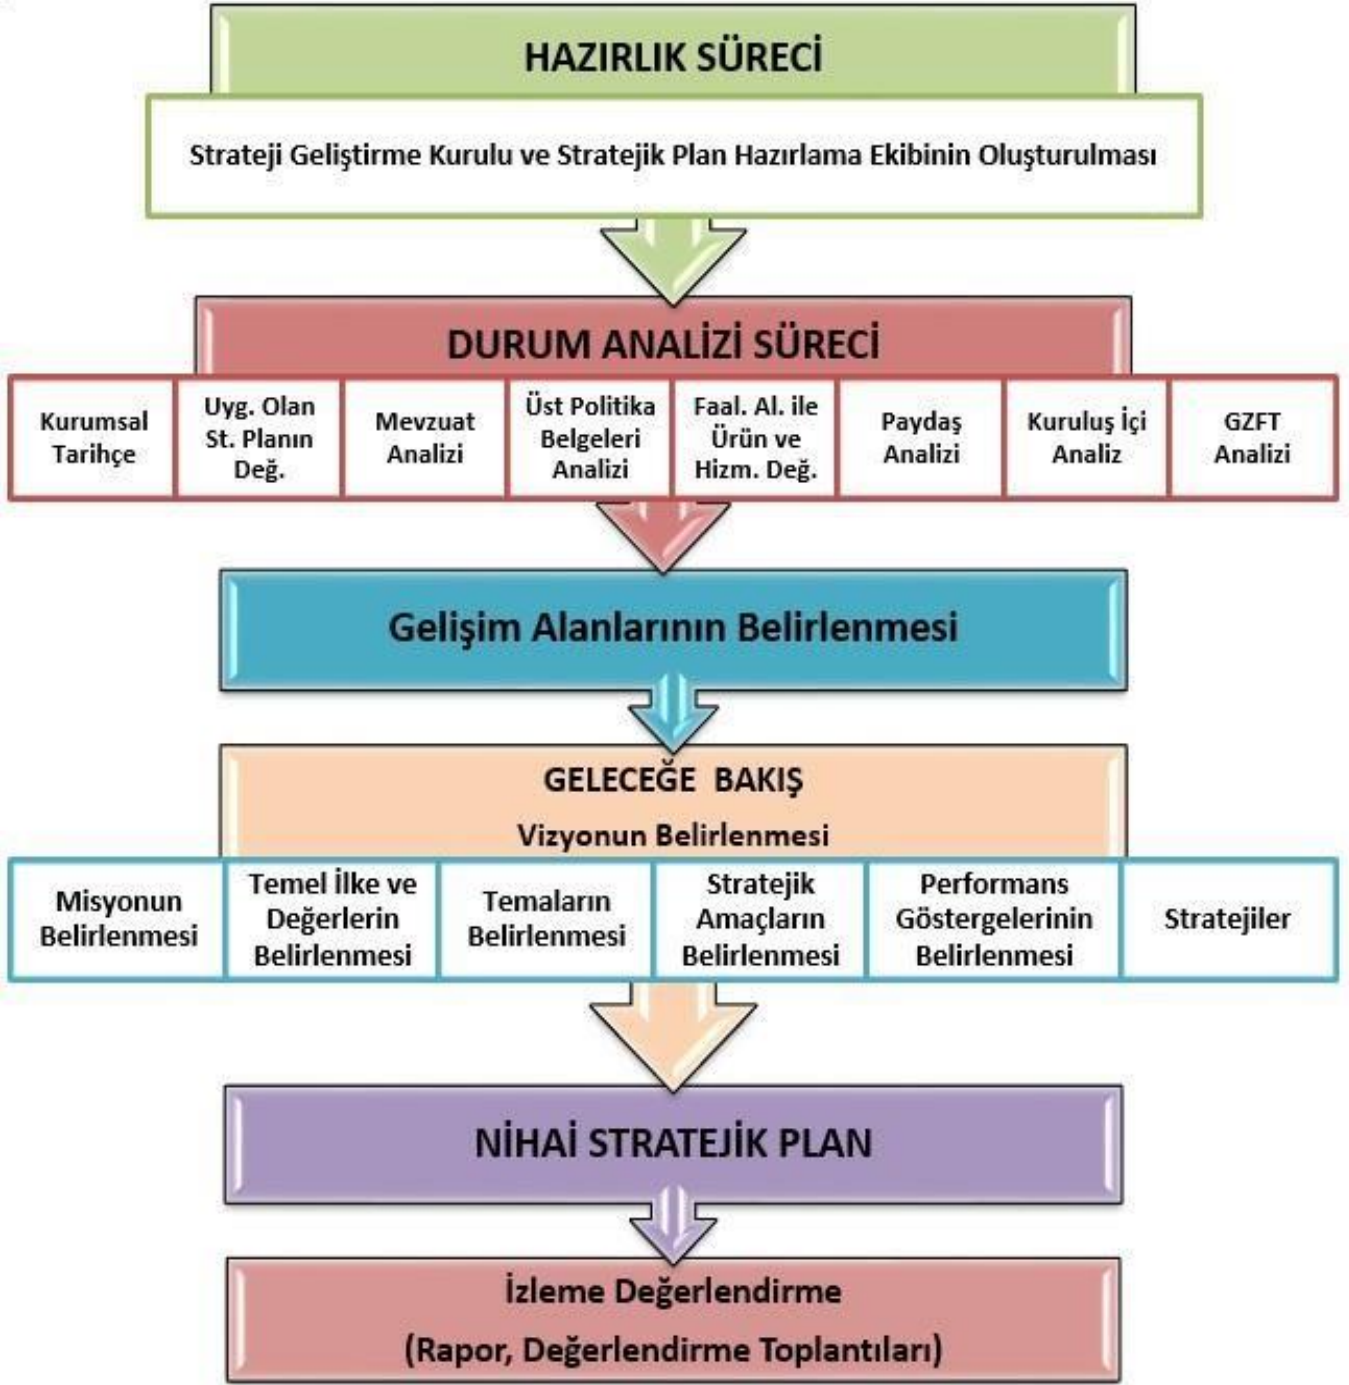 HAZIRLIK SÜRECİ
Strateji Geliştirme Kurulu ve Stratejik Plan Hazırlama Ekibinin Oluşturulması
DURUM ANALİZİ SÜRECİ
Kurumsal
Tarihçe
Uyg. Olan
St. Planın
Değ.
Mevzuat
Analizi
Üst Politika
Belgeleri
Analizi
Faal. Al. ile
Ürün ve
Hizm. Değ.
Paydaş
Analizi
Kuruluş İçi
Analiz
GZFT
Analizi
Gelişim Alanlarının Belirlenmesi
GELECEĞE BAKIŞ
Vizyonun Belirlenmesi
Misyonun
Belirlenmesi
Temel İlke ve
Değerlerin
Belirlenmesi
Temaların
Belirlenmesi
Stratejik
Amaçların
Belirlenmesi
Performans
Göstergelerinin
Belirlenmesi
Stratejiler
NİHAİ STRATEJİK PLAN
İzleme Değerlendirme
(Rapor, Değerlendirme Toplantıları)